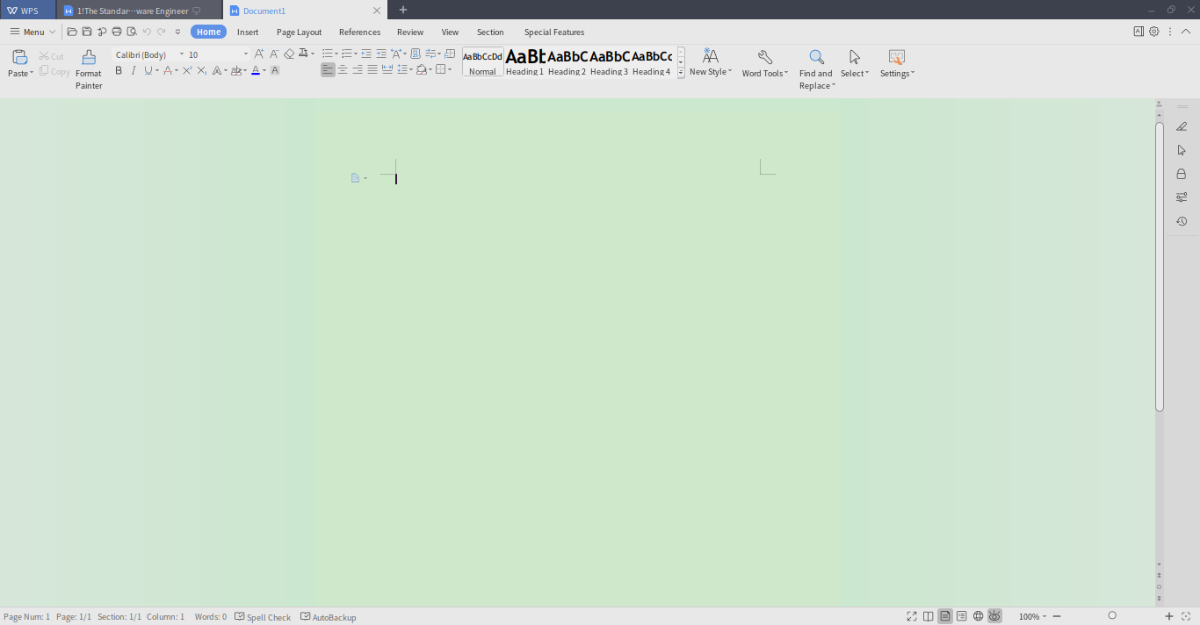 WPS 1!The Standar···ware Engineer Document1
Menu Home Insert Page Layout References Review View Section Special Features
Cut Calibri (Body) 10 AaBbCcDd AaBb AaBbC AaBbC AaBbCc
Paste Copy Format Painter Normal Heading 1 Heading 2 Heading 3 Heading 4 New Style Word Tools Find and Replace Select Settings
Page Num: 1 Page: 1/1 Section: 1/1 Column: 1 Words: 0 Spell Check AutoBackup 100%